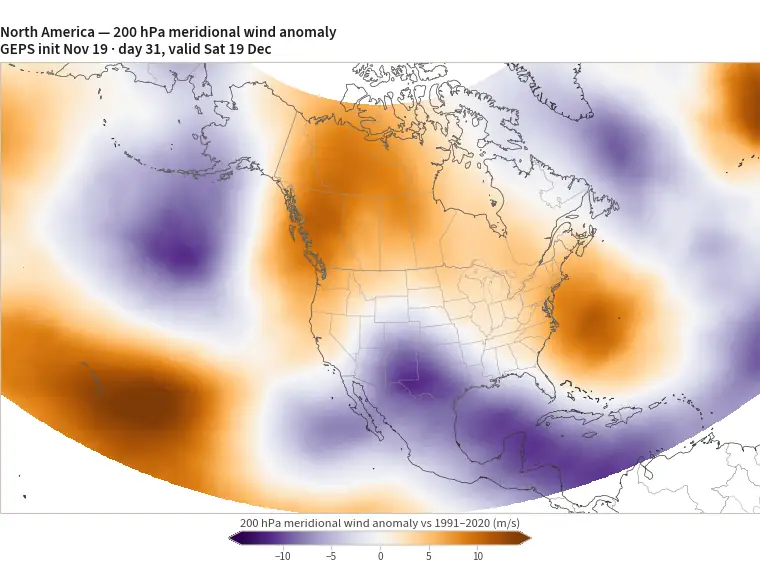 North America — 200 hPa meridional wind anomaly
GEPS init Nov 19 · day 31, valid Sat 19 Dec
200 hPa meridional wind anomaly vs 1991–2020 (m/s)
−10 −5 0 5 10